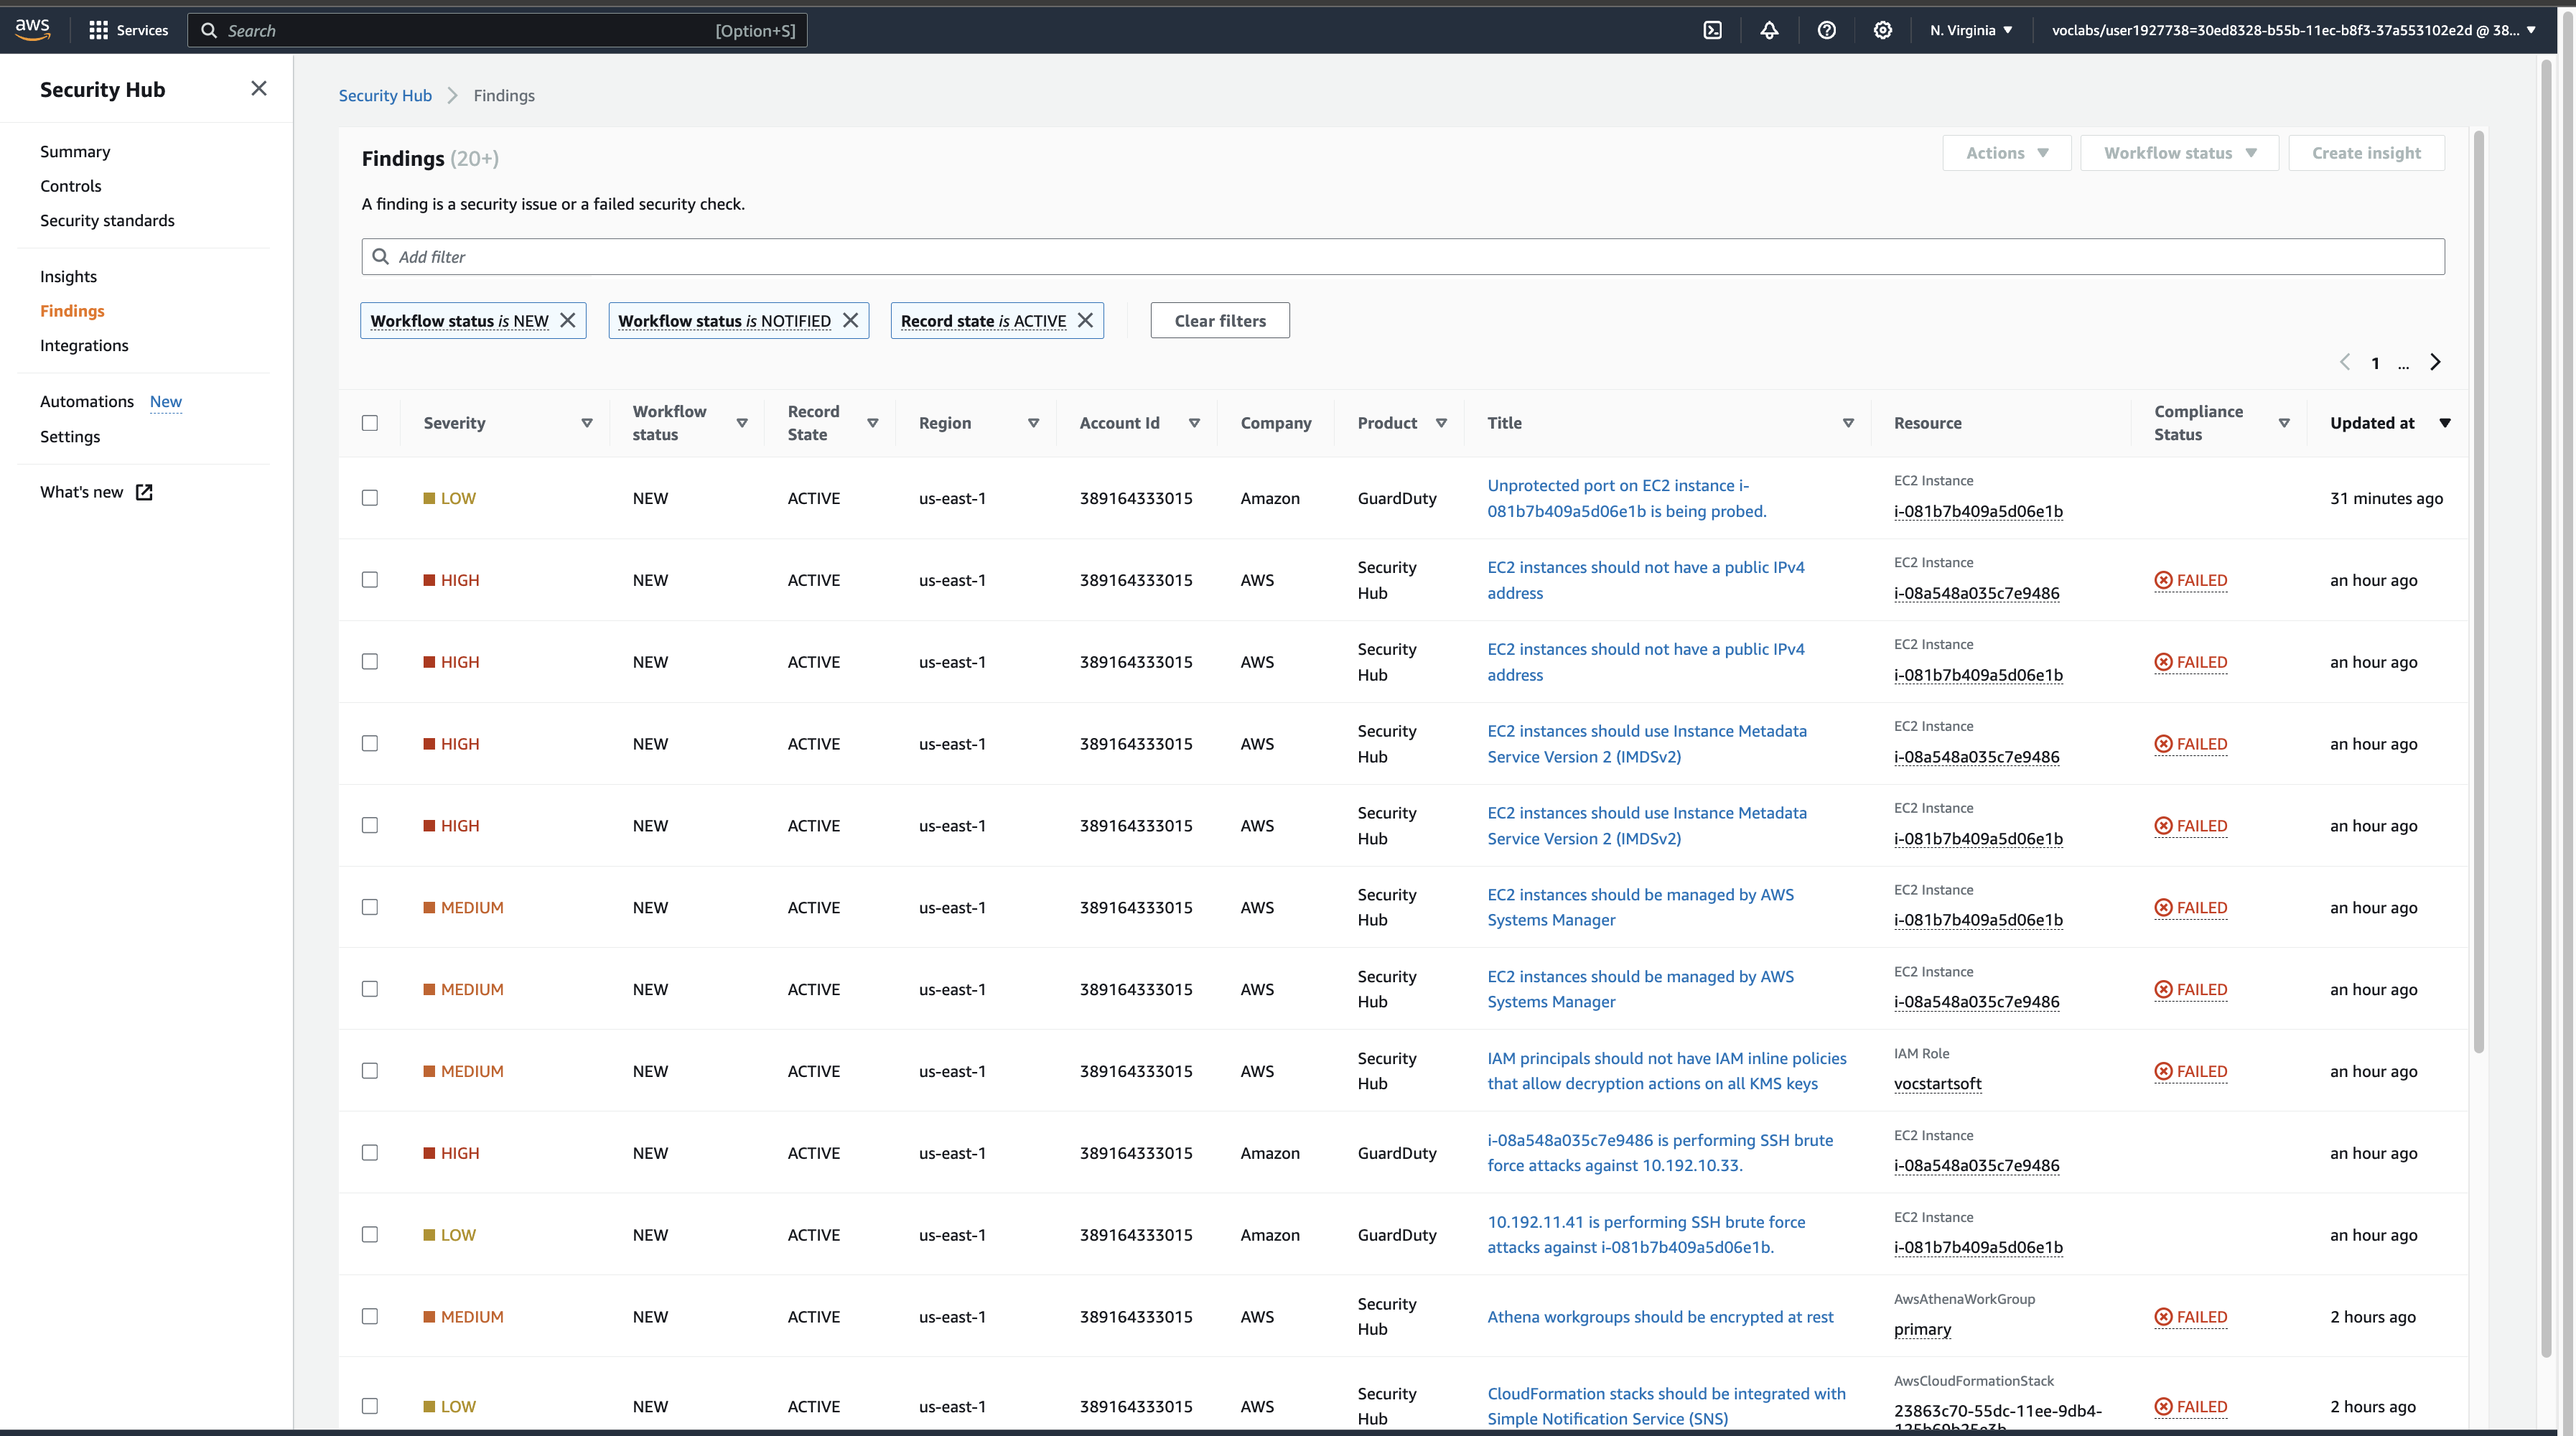 aws
Services
Search
[Option+S]
N. Virginia
voclabs/user1927738=30ed8328-b55b-11ec-b8f3-37a553102e2d @ 38...
Security Hub
Summary
Controls
Security standards
Insights
Findings
Integrations
Automations New
Settings
What's new
Security Hub > Findings
Findings (20+)
Actions
Workflow status
Create insight
A finding is a security issue or a failed security check.
Add filter
Workflow status is NEW
Workflow status is NOTIFIED
Record state is ACTIVE
Clear filters
1 ...
Severity
Workflow
status
Record
State
Region
Account Id
Company
Product
Title
Resource
Compliance
Status
Updated at
LOW
NEW
ACTIVE
us-east-1
389164333015
Amazon
GuardDuty
Unprotected port on EC2 instance i-
081b7b409a5d06e1b is being probed.
EC2 Instance
i-081b7b409a5d06e1b
31 minutes ago
HIGH
NEW
ACTIVE
us-east-1
389164333015
AWS
Security
Hub
EC2 instances should not have a public IPv4
address
EC2 Instance
i-08a548a035c7e9486
FAILED
an hour ago
HIGH
NEW
ACTIVE
us-east-1
389164333015
AWS
Security
Hub
EC2 instances should not have a public IPv4
address
EC2 Instance
i-081b7b409a5d06e1b
FAILED
an hour ago
HIGH
NEW
ACTIVE
us-east-1
389164333015
AWS
Security
Hub
EC2 instances should use Instance Metadata
Service Version 2 (IMDSv2)
EC2 Instance
i-08a548a035c7e9486
FAILED
an hour ago
HIGH
NEW
ACTIVE
us-east-1
389164333015
AWS
Security
Hub
EC2 instances should use Instance Metadata
Service Version 2 (IMDSv2)
EC2 Instance
i-081b7b409a5d06e1b
FAILED
an hour ago
MEDIUM
NEW
ACTIVE
us-east-1
389164333015
AWS
Security
Hub
EC2 instances should be managed by AWS
Systems Manager
EC2 Instance
i-081b7b409a5d06e1b
FAILED
an hour ago
MEDIUM
NEW
ACTIVE
us-east-1
389164333015
AWS
Security
Hub
EC2 instances should be managed by AWS
Systems Manager
EC2 Instance
i-08a548a035c7e9486
FAILED
an hour ago
MEDIUM
NEW
ACTIVE
us-east-1
389164333015
AWS
Security
Hub
IAM principals should not have IAM inline policies
that allow decryption actions on all KMS keys
IAM Role
vocstartsoft
FAILED
an hour ago
HIGH
NEW
ACTIVE
us-east-1
389164333015
Amazon
GuardDuty
i-08a548a035c7e9486 is performing SSH brute
force attacks against 10.192.10.33.
EC2 Instance
i-08a548a035c7e9486
an hour ago
LOW
NEW
ACTIVE
us-east-1
389164333015
Amazon
GuardDuty
10.192.11.41 is performing SSH brute force
attacks against i-081b7b409a5d06e1b.
EC2 Instance
i-081b7b409a5d06e1b
an hour ago
MEDIUM
NEW
ACTIVE
us-east-1
389164333015
AWS
Security
Hub
Athena workgroups should be encrypted at rest
AwsAthenaWorkGroup
primary
FAILED
2 hours ago
LOW
NEW
ACTIVE
us-east-1
389164333015
AWS
Security
Hub
CloudFormation stacks should be integrated with
Simple Notification Service (SNS)
AwsCloudFormationStack
23863c70-55dc-11ee-9db4-
FAILED
2 hours ago